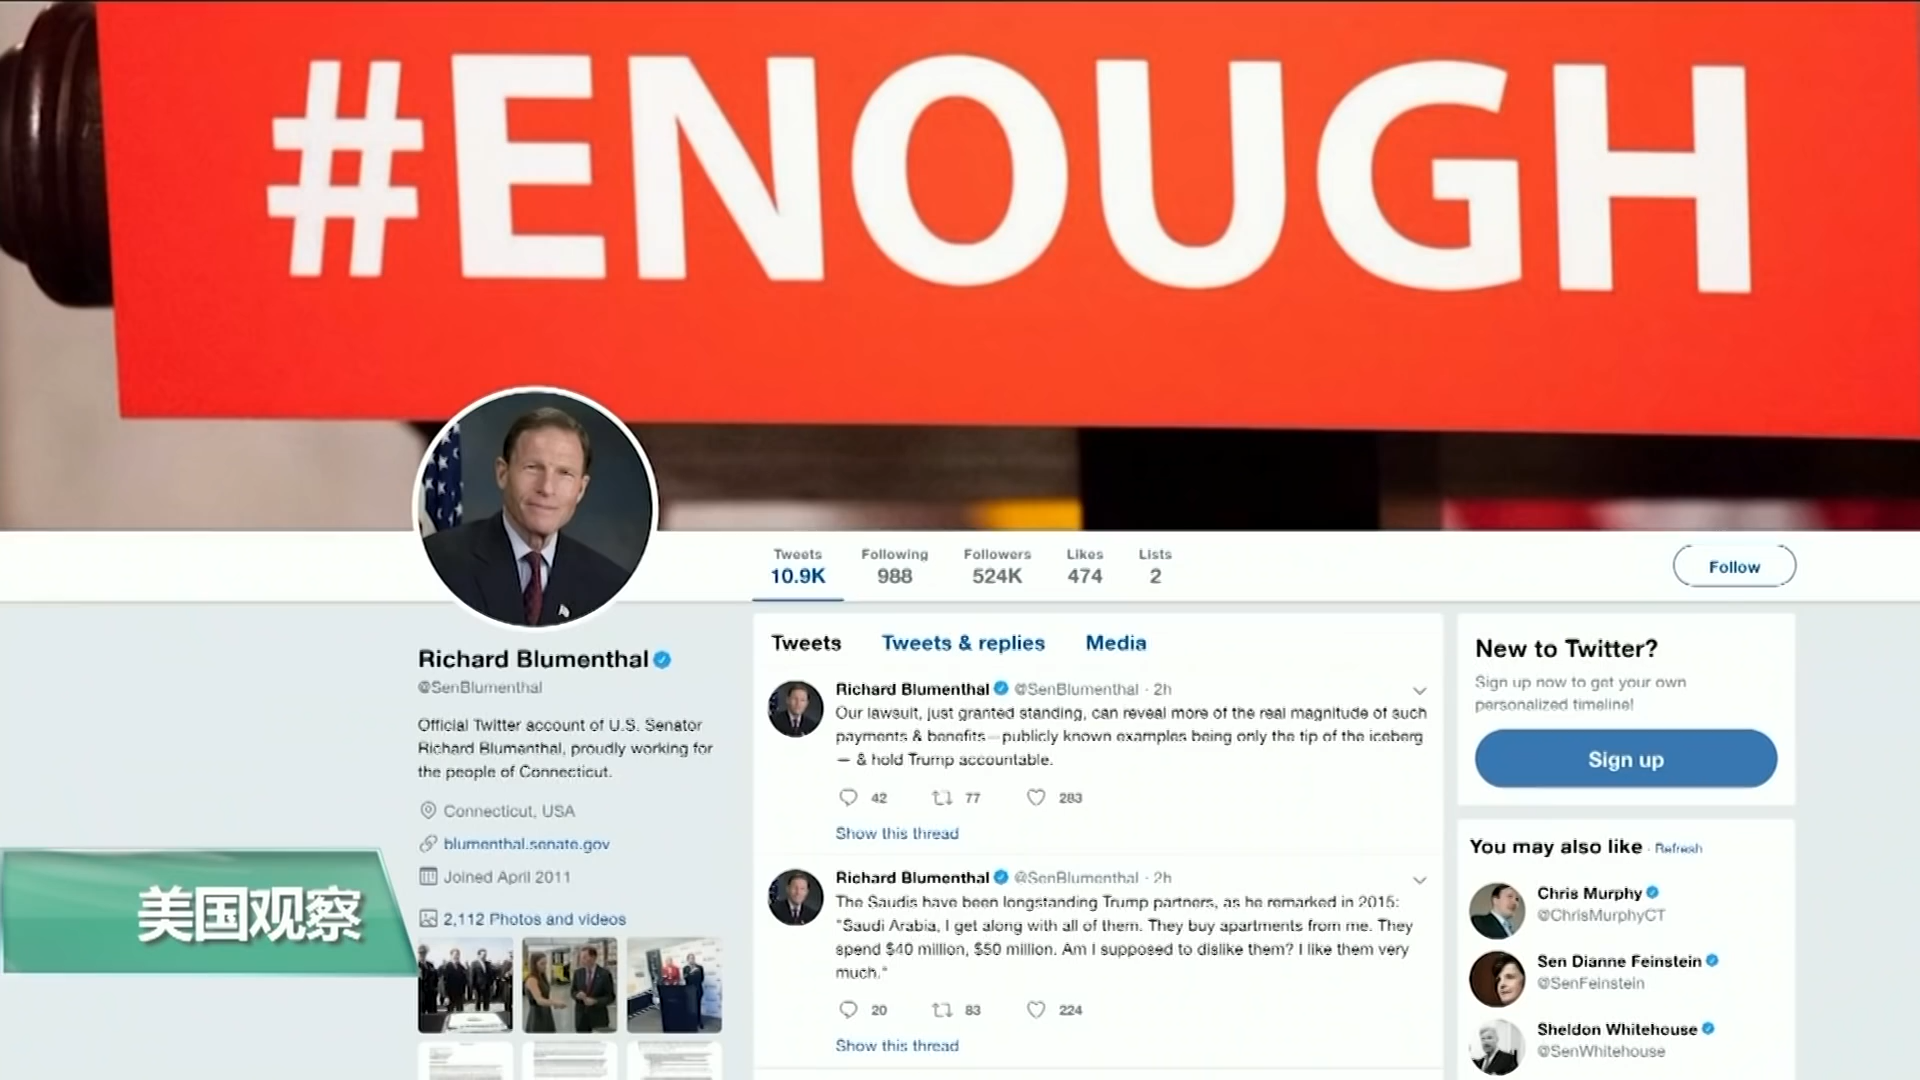 #ENOUGH
Tweets
10.9K
Following
988
Followers
524K
Likes
474
Lists
2
Follow
Richard Blumenthal
@SenBlumenthal
Official Twitter account of U.S. Senator
Richard Blumenthal, proudly working for
the people of Connecticut.
Connecticut, USA
blumenthal.senate.gov
Joined April 2011
2,112 Photos and videos
美国观察
Tweets Tweets & replies Media
Richard Blumenthal @SenBlumenthal · 2h
Our lawsuit, just granted standing, can reveal more of the real magnitude of such
payments & benefits—publicly known examples being only the tip of the iceberg
— & hold Trump accountable.
42 77 283
Show this thread
Richard Blumenthal @SenBlumenthal · 2h
The Saudis have been longstanding Trump partners, as he remarked in 2015:
"Saudi Arabia, I get along with all of them. They buy apartments from me. They
spend $40 million, $50 million. Am I supposed to dislike them? I like them very
much."
20 83 224
Show this thread
New to Twitter?
Sign up now to get your own
personalized timeline!
Sign up
You may also like · Refresh
Chris Murphy
@ChrisMurphyCT
Sen Dianne Feinstein
@SenFeinstein
Sheldon Whitehouse
@SenWhitehouse